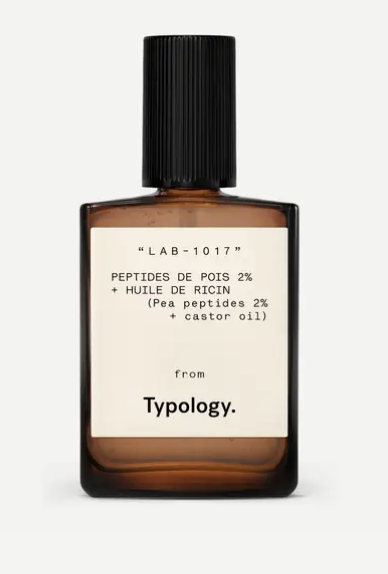 “LAB-1017”
PEPTIDES DE POIS 2%
+ HUILE DE RICIN
(Pea peptides 2%
+ castor oil)
from
Typology.